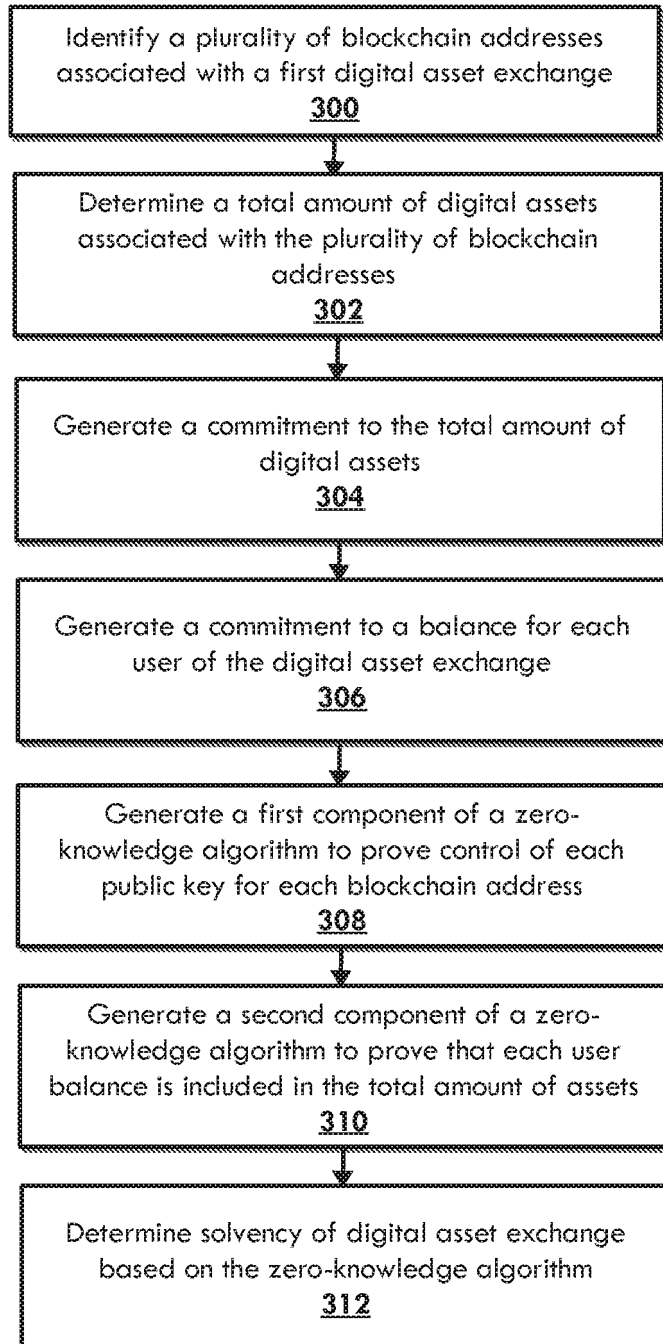 Identify a plurality of blockchain addresses
associated with a first digital asset exchange
300
Determine a total amount of digital assets
associated with the plurality of blockchain
addresses
302
Generate a commitment to the total amount of
digital assets
304
Generate a commitment to a balance for each
user of the digital asset exchange
306
Generate a first component of a zero-
knowledge algorithm to prove control of each
public key for each blockchain address
308
Generate a second component of a zero-
knowledge algorithm to prove that each user
balance is included in the total amount of assets
310
Determine solvency of digital asset exchange
based on the zero-knowledge algorithm
312